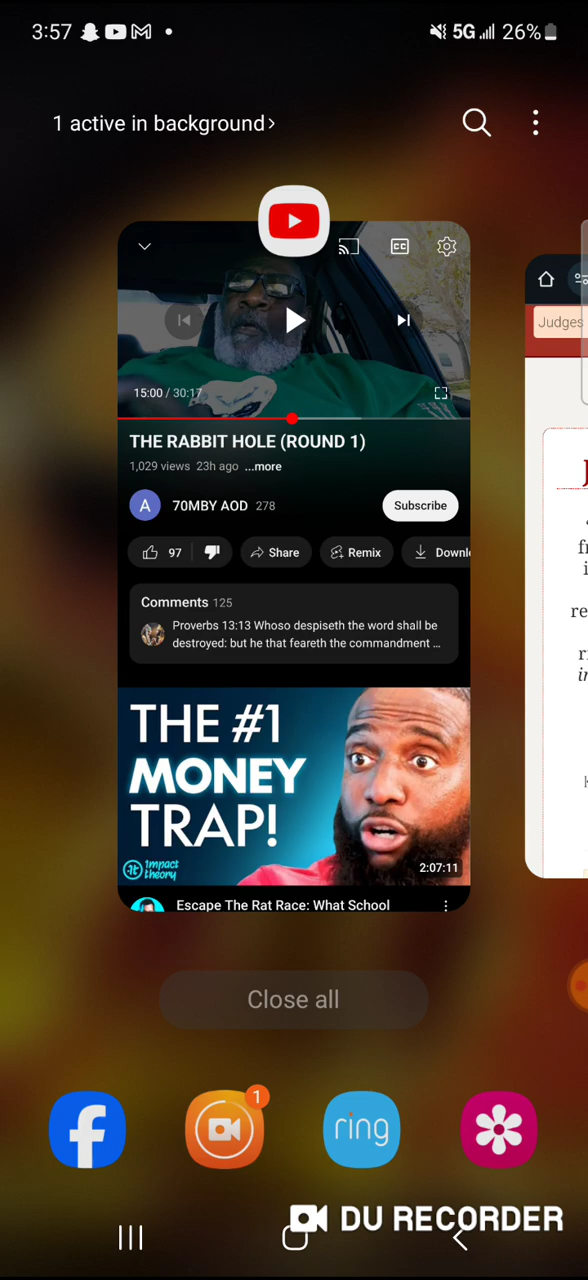 3:57
5G
26%
1 active in background
CC
Judges
15:00 / 30:17
THE RABBIT HOLE (ROUND 1)
1,029 views 23h ago ...more
A
70MBY AOD 278
Subscribe
97
Share
Remix
Comments 125
Proverbs 13:13 Whoso despiseth the word shall be
destroyed: but he that feareth the commandment ...
THE #1
MONEY
TRAP!
impact
theory
2:07:11
Escape The Rat Race: What School
Close all
1
ring
DU RECORDER